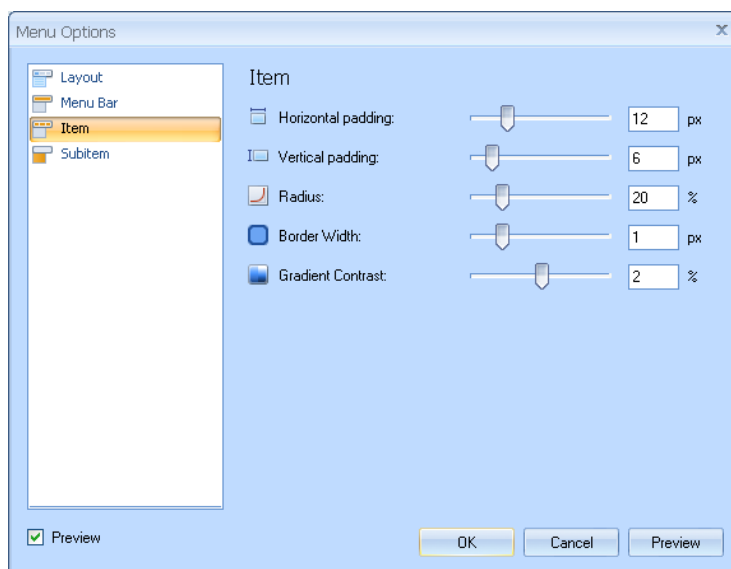 Menu Options
Layout
Menu Bar
Item
Subitem
Item
Horizontal padding: 12 px
Vertical padding: 6 px
Radius: 20 %
Border Width: 1 px
Gradient Contrast: 2 %
Preview
OK Cancel Preview